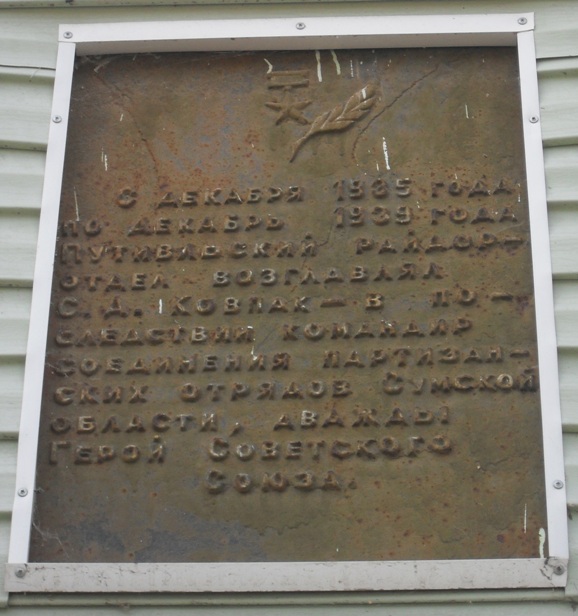 С ДЕКАБРЯ 1935 ГОДА
ПО ДЕКАБРЬ 1939 ГОДА
ПУТИВЛЬСКИЙ РАЙДОР-
ОТДЕЛ ВОЗГЛАВЛЯЛ
С.А. КОВПАК — В ПО-
СЛЕДСТВИИ КОМАНДИР
СОЕДИНЕНИЯ ПАРТИЗАН-
СКИХ ОТРЯДОВ СУМСКОЙ
ОБЛАСТИ, ДВАЖДЫ
ГЕРОЙ СОВЕТСКОГО
СОЮЗА.